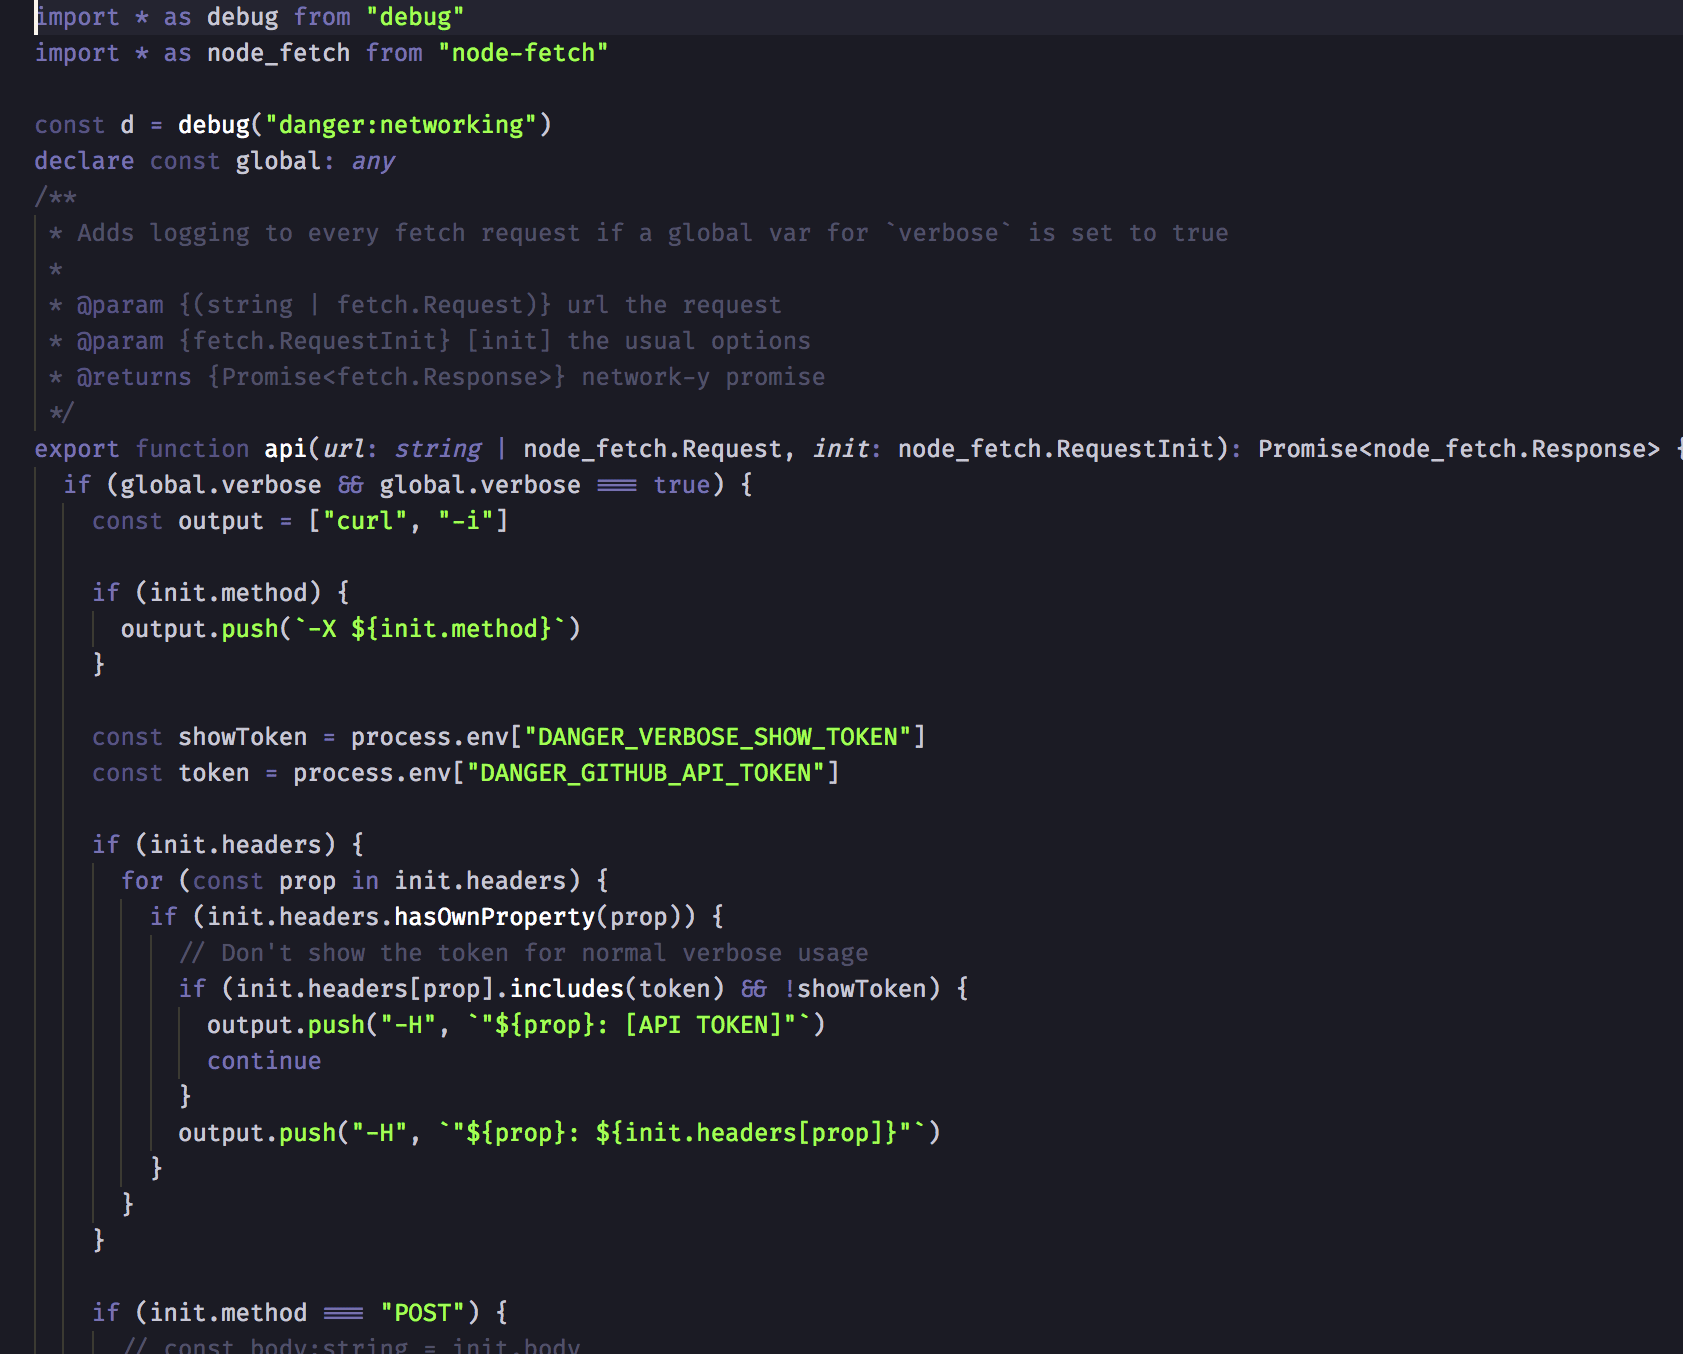 import * as debug from "debug"
import * as node_fetch from "node-fetch"

const d = debug("danger:networking")
declare const global: any
/**
 * Adds logging to every fetch request if a global var for `verbose` is set to true
 *
 * @param {(string | fetch.Request)} url the request
 * @param {fetch.RequestInit} [init] the usual options
 * @returns {Promise<fetch.Response>} network-y promise
 */
export function api(url: string | node_fetch.Request, init: node_fetch.RequestInit): Promise<node_fetch.Response> {
  if (global.verbose && global.verbose === true) {
    const output = ["curl", "-i"]

    if (init.method) {
      output.push(`-X ${init.method}`)
    }

    const showToken = process.env["DANGER_VERBOSE_SHOW_TOKEN"]
    const token = process.env["DANGER_GITHUB_API_TOKEN"]

    if (init.headers) {
      for (const prop in init.headers) {
        if (init.headers.hasOwnProperty(prop)) {
          // Don't show the token for normal verbose usage
          if (init.headers[prop].includes(token) && !showToken) {
            output.push("-H", `"${prop}: [API TOKEN]"`)
            continue
          }
          output.push("-H", `"${prop}: ${init.headers[prop]}"`)
        }
      }
    }

    if (init.method === "POST") {
      // const body:string = init.body